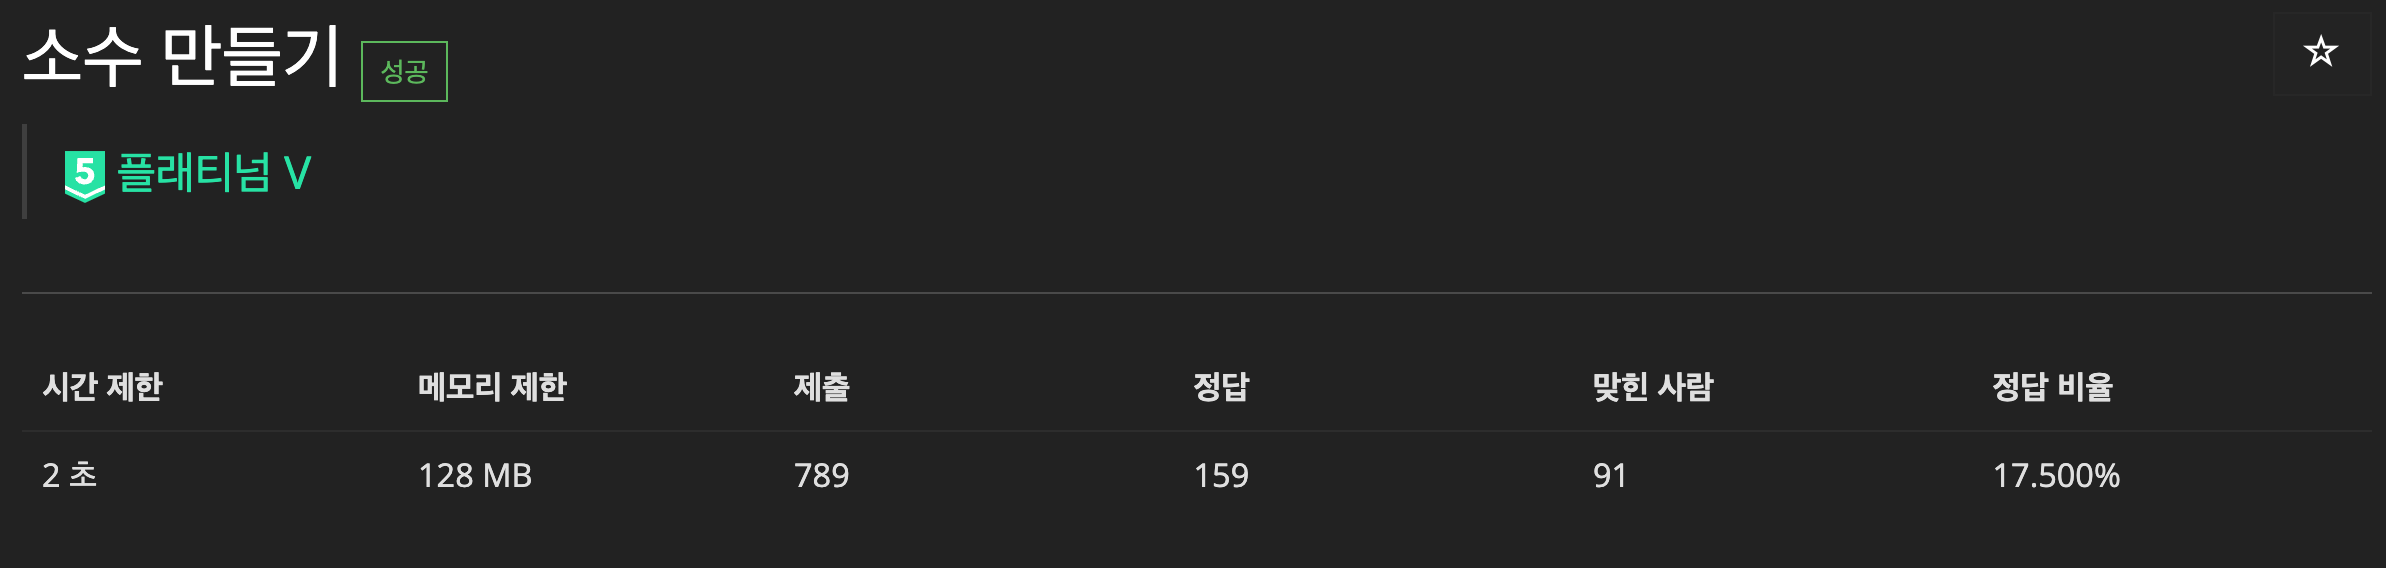 소수 만들기 성공
5 플래티넘 V
시간 제한 메모리 제한 제출 정답 맞힌 사람 정답 비율
2 초 128 MB 789 159 91 17.500%